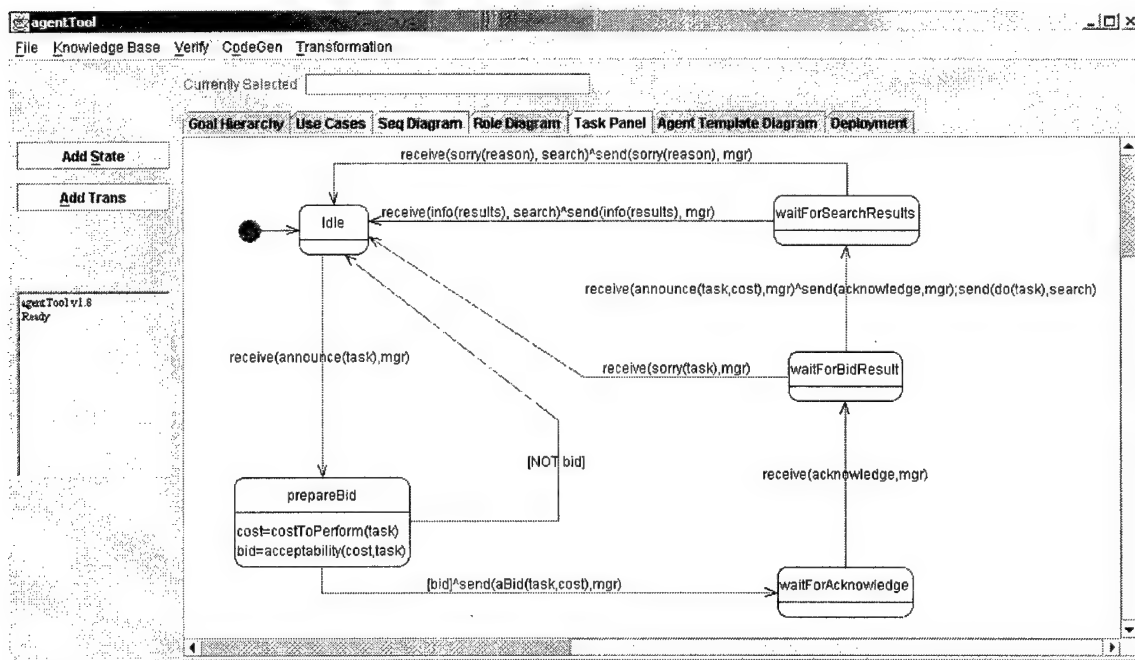 agentTool
File Knowledge Base Verify CodeGen Transformation
Currently Selected
Goal Hierarchy Use Cases Seq Diagram Role Diagram Task Panel Agent Template Diagram Deployment
Add State
Add Trans
agentTool v1.8
Ready
receive(sorry(reason), search)^send(sorry(reason), mgr)
Idle
receive(info(results), search)^send(info(results), mgr)
waitForSearchResults
receive(announce(task,cost),mgr)^send(acknowledge,mgr);send(do(task),search)
receive(announce(task),mgr)
receive(sorry(task),mgr)
waitForBidResult
[NOT bid]
receive(acknowledge,mgr)
prepareBid
cost=costToPerform(task)
bid=acceptability(cost,task)
[bid]^send(aBid(task,cost),mgr)
waitForAcknowledge